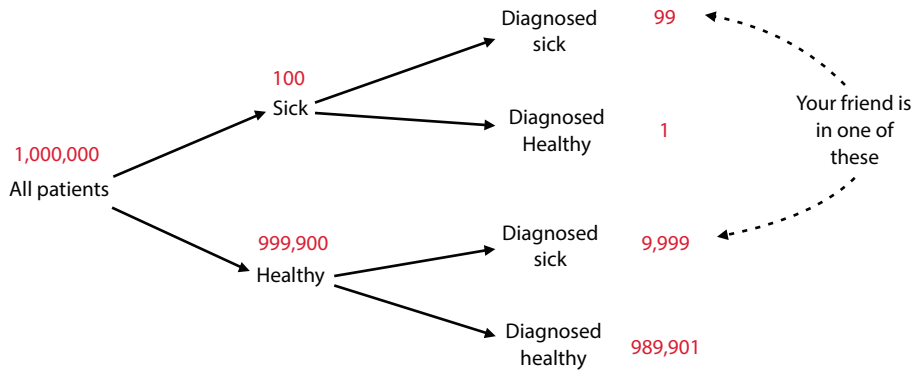 Diagnosed
sick
99
100
Sick
Your friend is
in one of
these
Diagnosed
Healthy
1
1,000,000
All patients
Diagnosed
sick
9,999
999,900
Healthy
Diagnosed
healthy
989,901